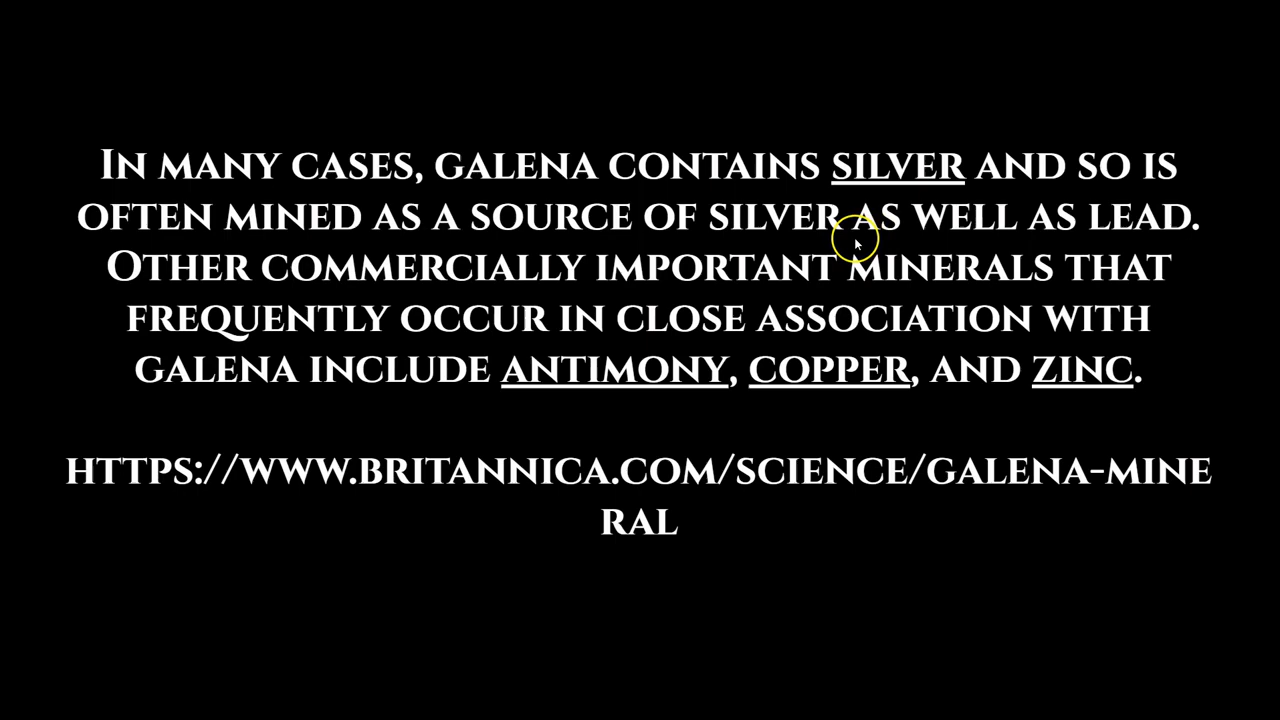 In many cases, galena contains silver and so is
often mined as a source of silver as well as lead.
Other commercially important minerals that
frequently occur in close association with
galena include antimony, copper, and zinc.
https://www.britannica.com/science/galena-mine
ral